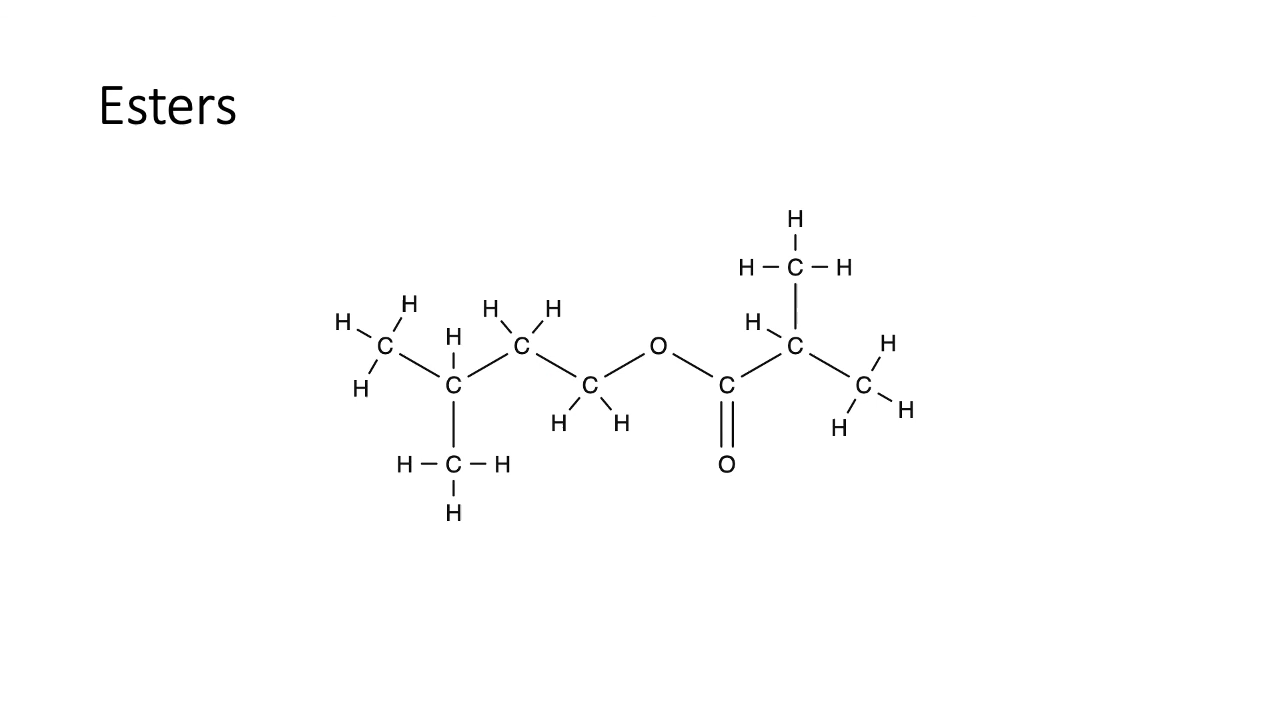 Esters
H
H – C – H
H H H H H
H C C O H C H
H C C C C H
H H H H
H – C – H O
H